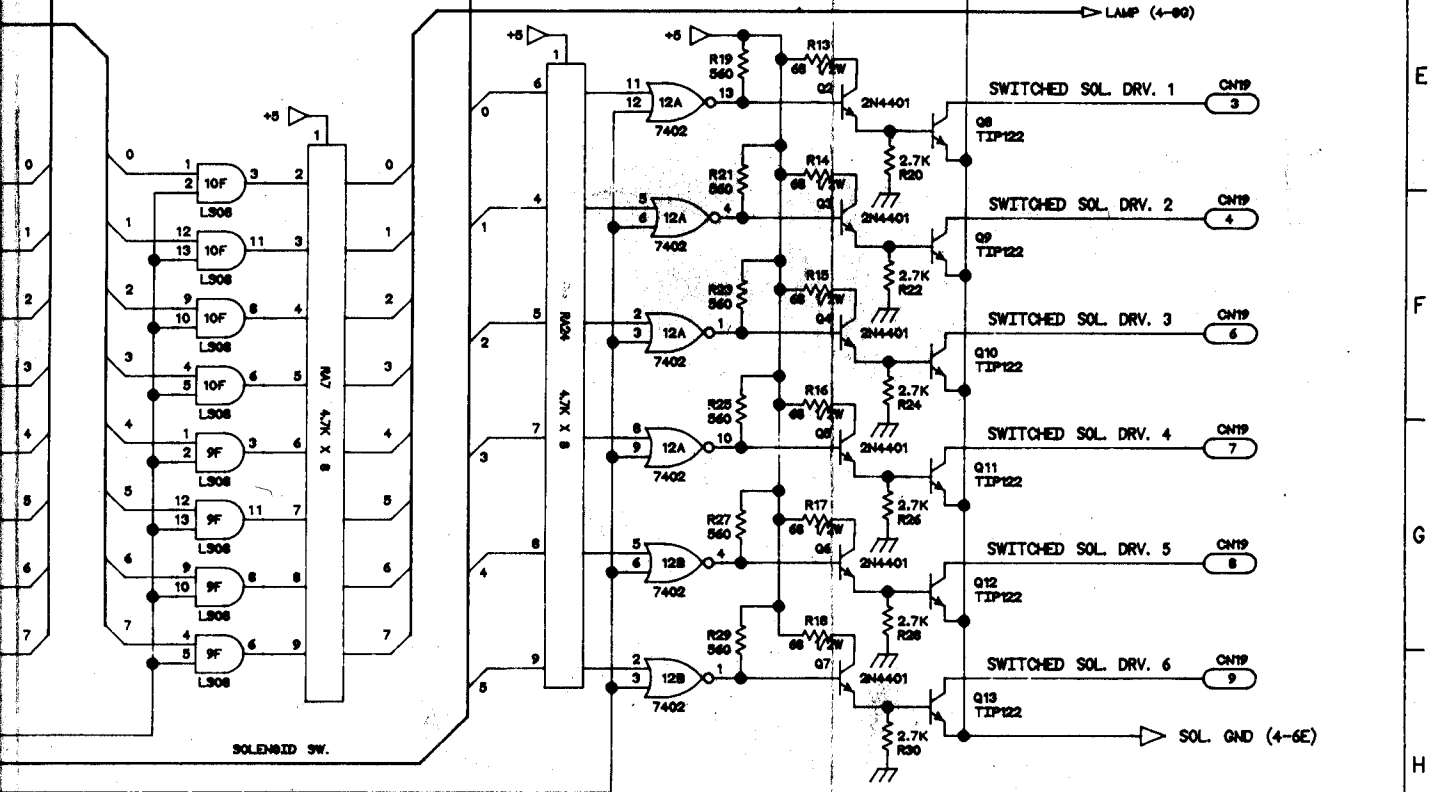 LAMP (4-8G)
+5
+5
1
E
R19
560
R13
68 1/2W
6
0
11
12
12A
13
7402
Q2
2N4401
SWITCHED SOL. DRV. 1
CN19
3
Q8
TIP122
2.7K
R20
+5
1
0
0
1
2
10F
3
2
0
LS08
R21
560
R14
68 1/2W
4
1
5
6
12A
4
7402
Q3
2N4401
SWITCHED SOL. DRV. 2
CN19
4
Q9
TIP122
2.7K
R22
1
1
12
13
10F
11
3
1
LS08
2
2
9
10
10F
8
4
2
LS08
F
R23
560
R15
68 1/2W
5
2
2
3
12A
1
7402
Q4
2N4401
SWITCHED SOL. DRV. 3
CN19
6
Q10
TIP122
2.7K
R24
3
3
4
5
10F
6
5
3
LS08
RA7 4.7K X 8
RA24 4.7K X 8
R25
560
R16
68 1/2W
7
3
8
9
12A
10
7402
Q5
2N4401
SWITCHED SOL. DRV. 4
CN19
7
Q11
TIP122
2.7K
R26
4
4
1
2
9F
3
6
4
LS08
5
5
12
13
9F
11
7
5
LS08
G
R27
560
R17
68 1/2W
8
4
5
6
12B
4
7402
Q6
2N4401
SWITCHED SOL. DRV. 5
CN19
8
Q12
TIP122
2.7K
R28
6
6
9
10
9F
8
8
6
LS08
7
7
4
5
9F
6
9
7
LS08
R29
560
R18
68 1/2W
9
5
2
3
12B
1
7402
Q7
2N4401
SWITCHED SOL. DRV. 6
CN19
9
Q13
TIP122
2.7K
R30
SOLENOID SW.
SOL. GND (4-6E)
H